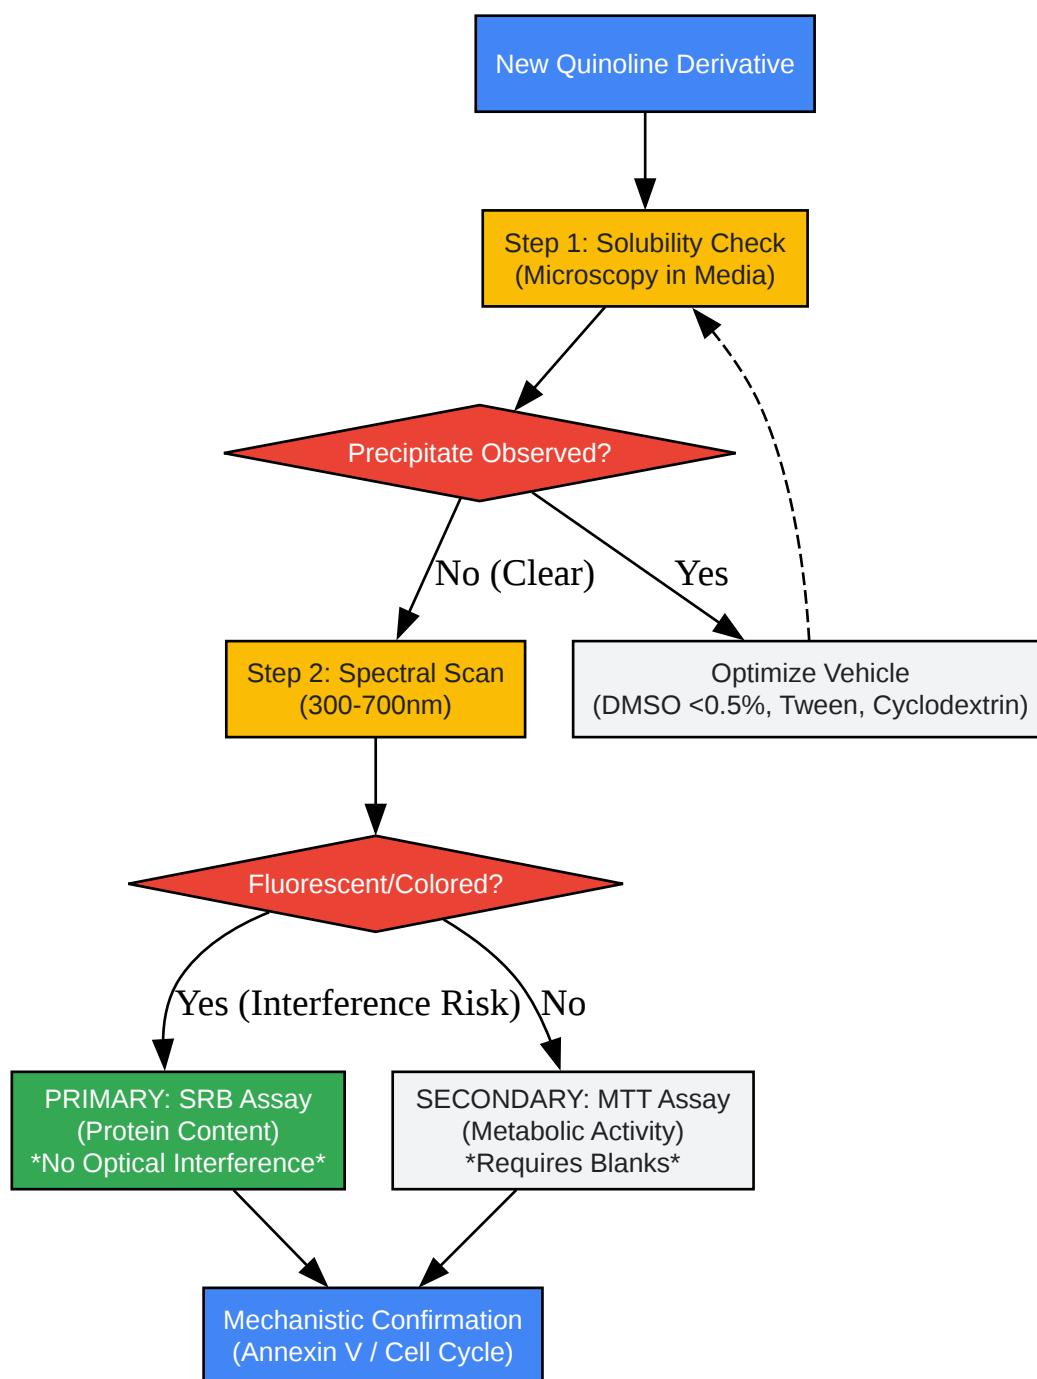 New Quinoline Derivative
Step 1: Solubility Check
(Microscopy in Media)
Precipitate Observed?
No (Clear)
Yes
Step 2: Spectral Scan
(300-700nm)
Optimize Vehicle
(DMSO <0.5%, Tween, Cyclodextrin)
Fluorescent/Colored?
Yes (Interference Risk)
No
PRIMARY: SRB Assay
(Protein Content)
*No Optical Interference*
SECONDARY: MTT Assay
(Metabolic Activity)
*Requires Blanks*
Mechanistic Confirmation
(Annexin V / Cell Cycle)